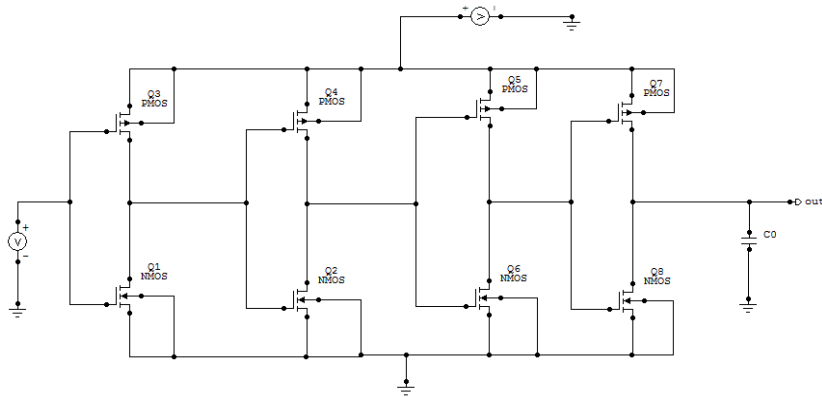 + V -
Q3
PMOS
Q4
PMOS
Q5
PMOS
Q7
PMOS
out
+
V
-
C0
Q1
NMOS
Q2
NMOS
Q6
NMOS
Q8
NMOS